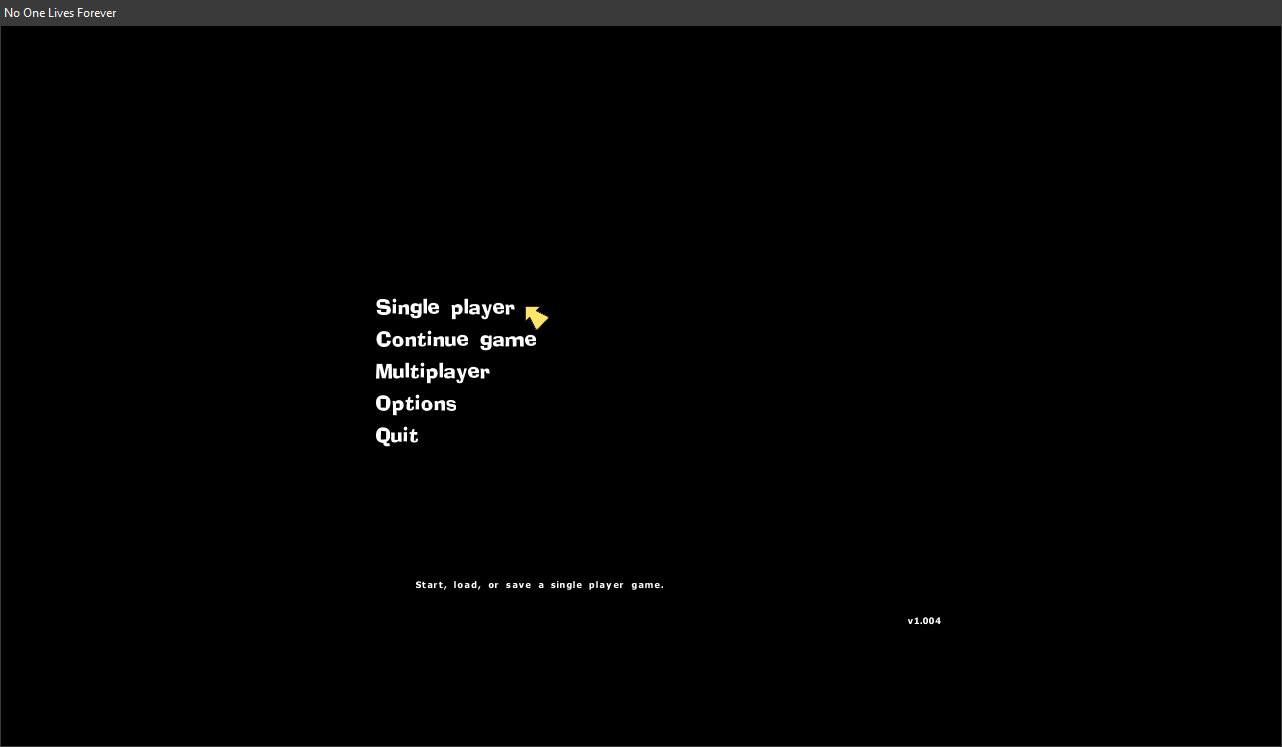 No One Lives Forever
Single player
Continue game
Multiplayer
Options
Quit
Start, load, or save a single player game.
v1.004